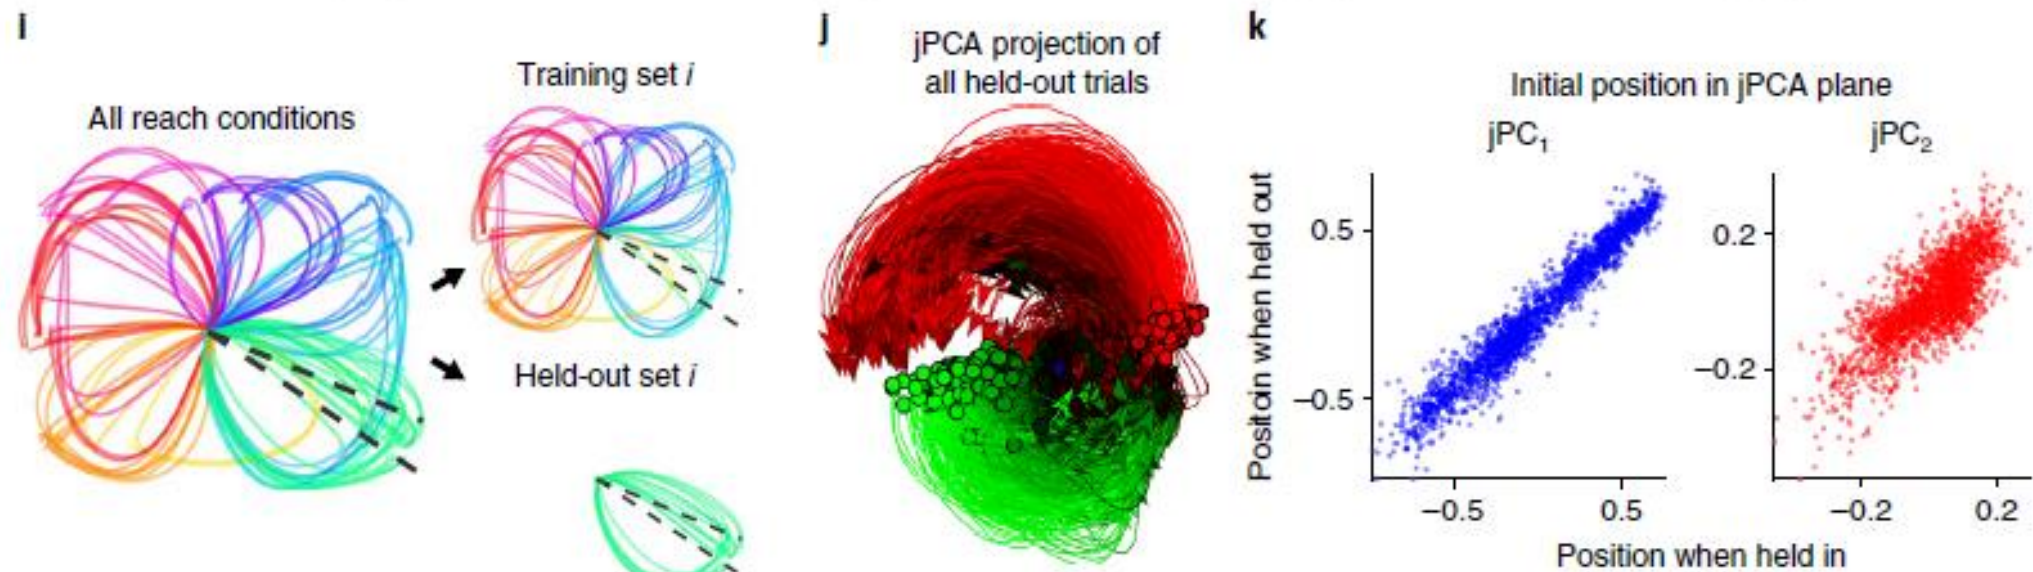 i
All reach conditions
Training set i
Held-out set i
j
jPCA projection of
all held-out trials
k
Initial position in jPCA plane
jPC1
jPC2
Positoin when held out
0.5
−0.5
−0.5
0.5
0.2
−0.2
−0.2
0.2
Position when held in